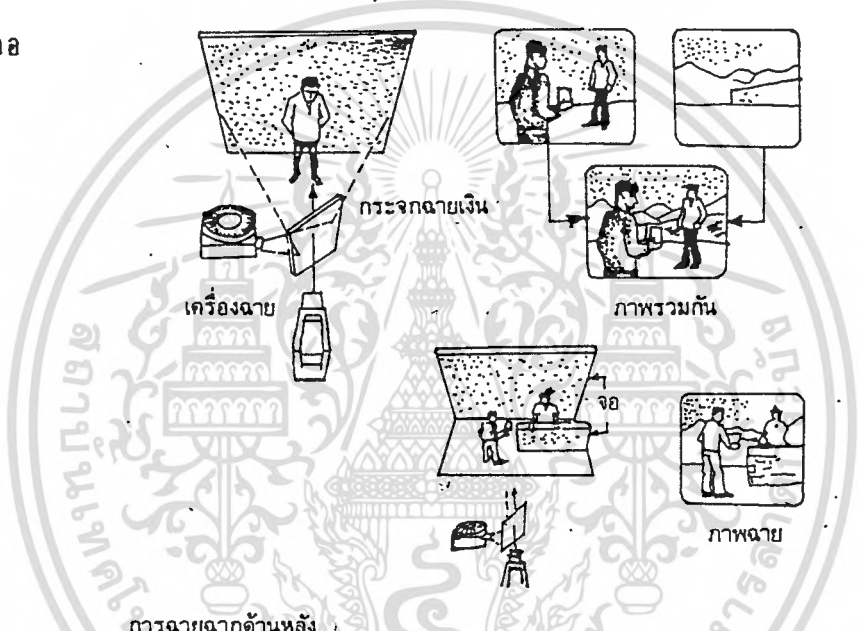 กระจกฉายเงิน
เครื่องฉาย
ภาพรวมกัน
จอ
ภาพฉาย
การฉายฉากด้านหลัง